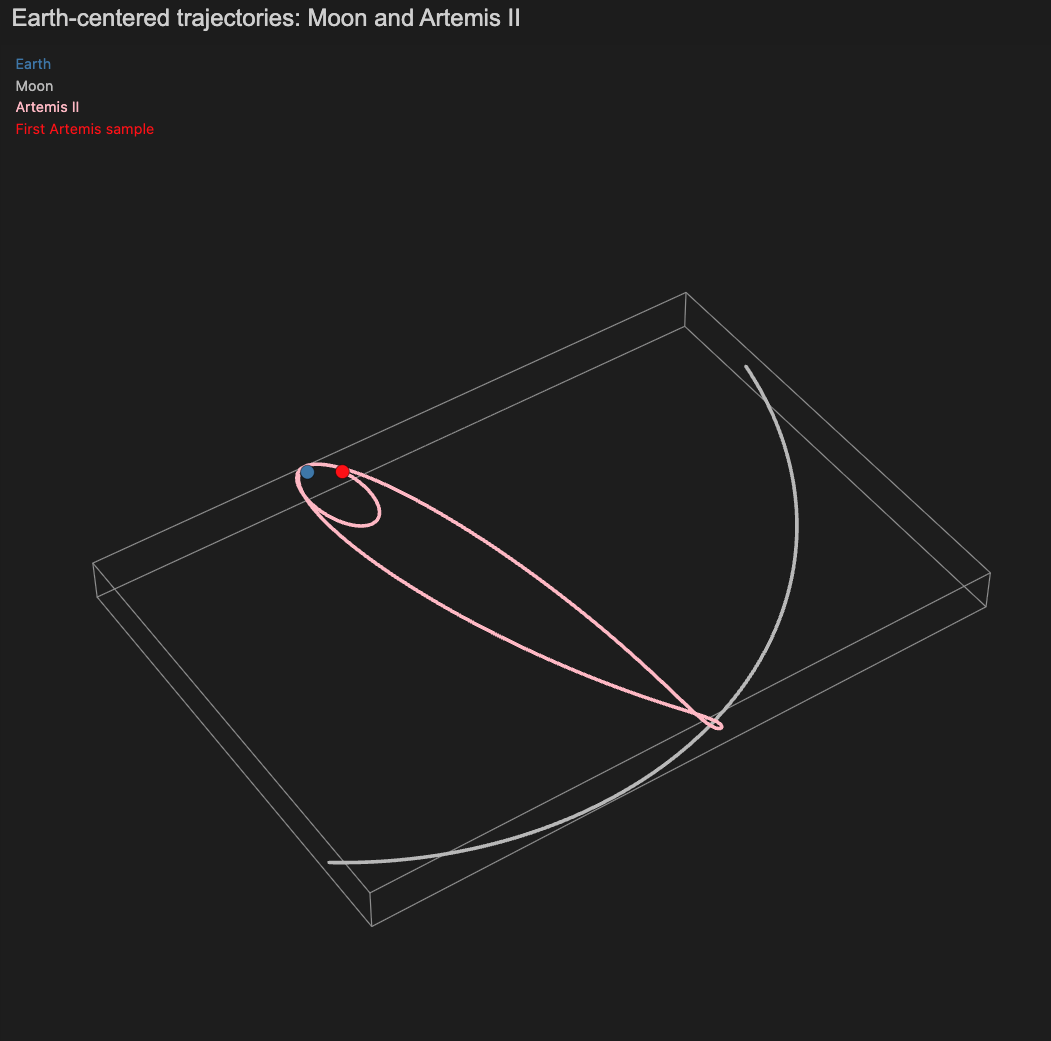 Earth-centered trajectories: Moon and Artemis II
Earth
Moon
Artemis II
First Artemis sample